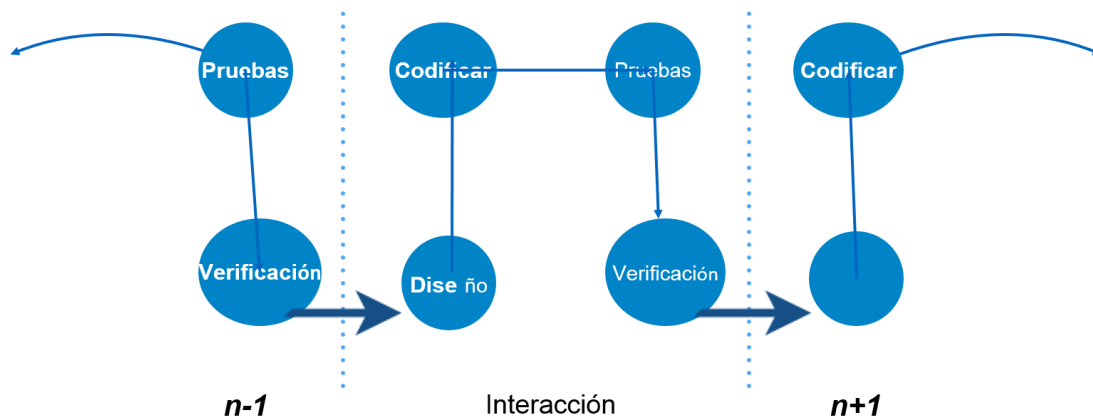 Pruebas
Codificar
Pruebas
Codificar
Verificación
Dise ño
Verificación
n-1
Interacción
n+1